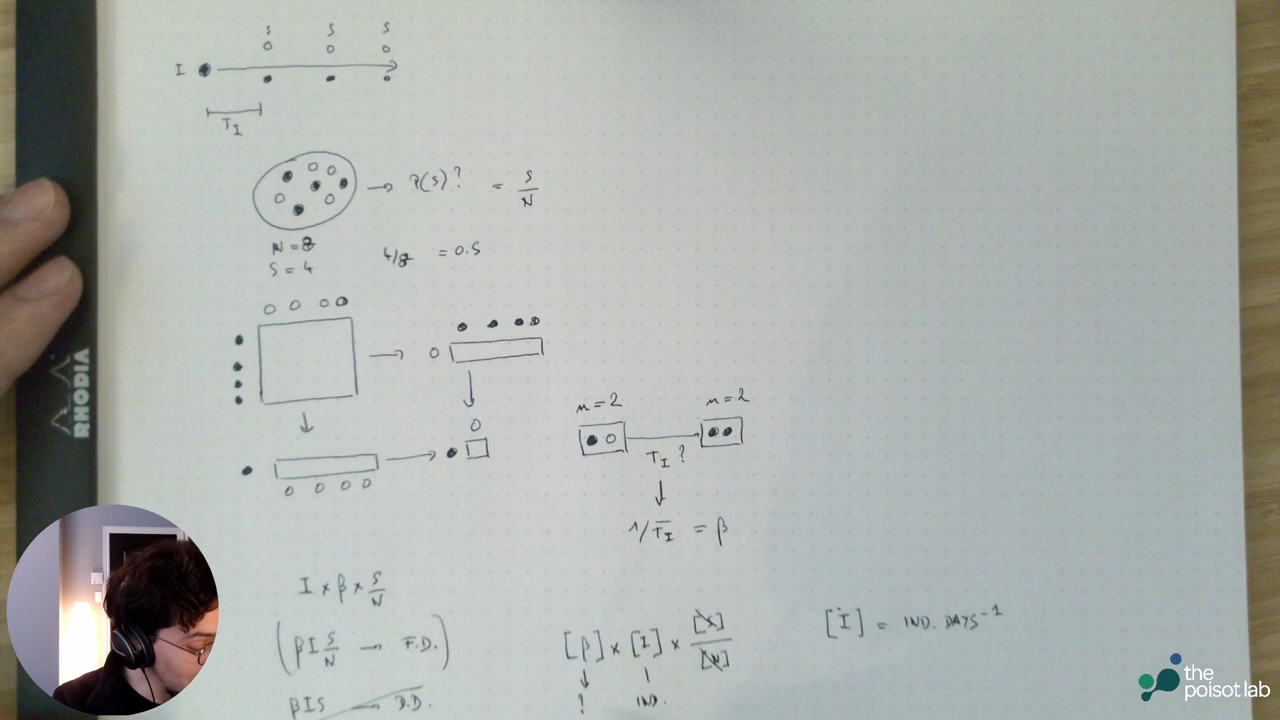 S S S
I
T_I
P(S)? = S/N
N = 8
S = 4
4/8 = 0.5
n = 2
n = 2
T_I ?
1/T_I = β
I × β × S/N
(βI S/N → F.D.)
[β] × [I] × [S]/[N]
? IND.
[İ] = IND. DAYS⁻¹
βIS → D.D.
RHODIA
the
poisot lab